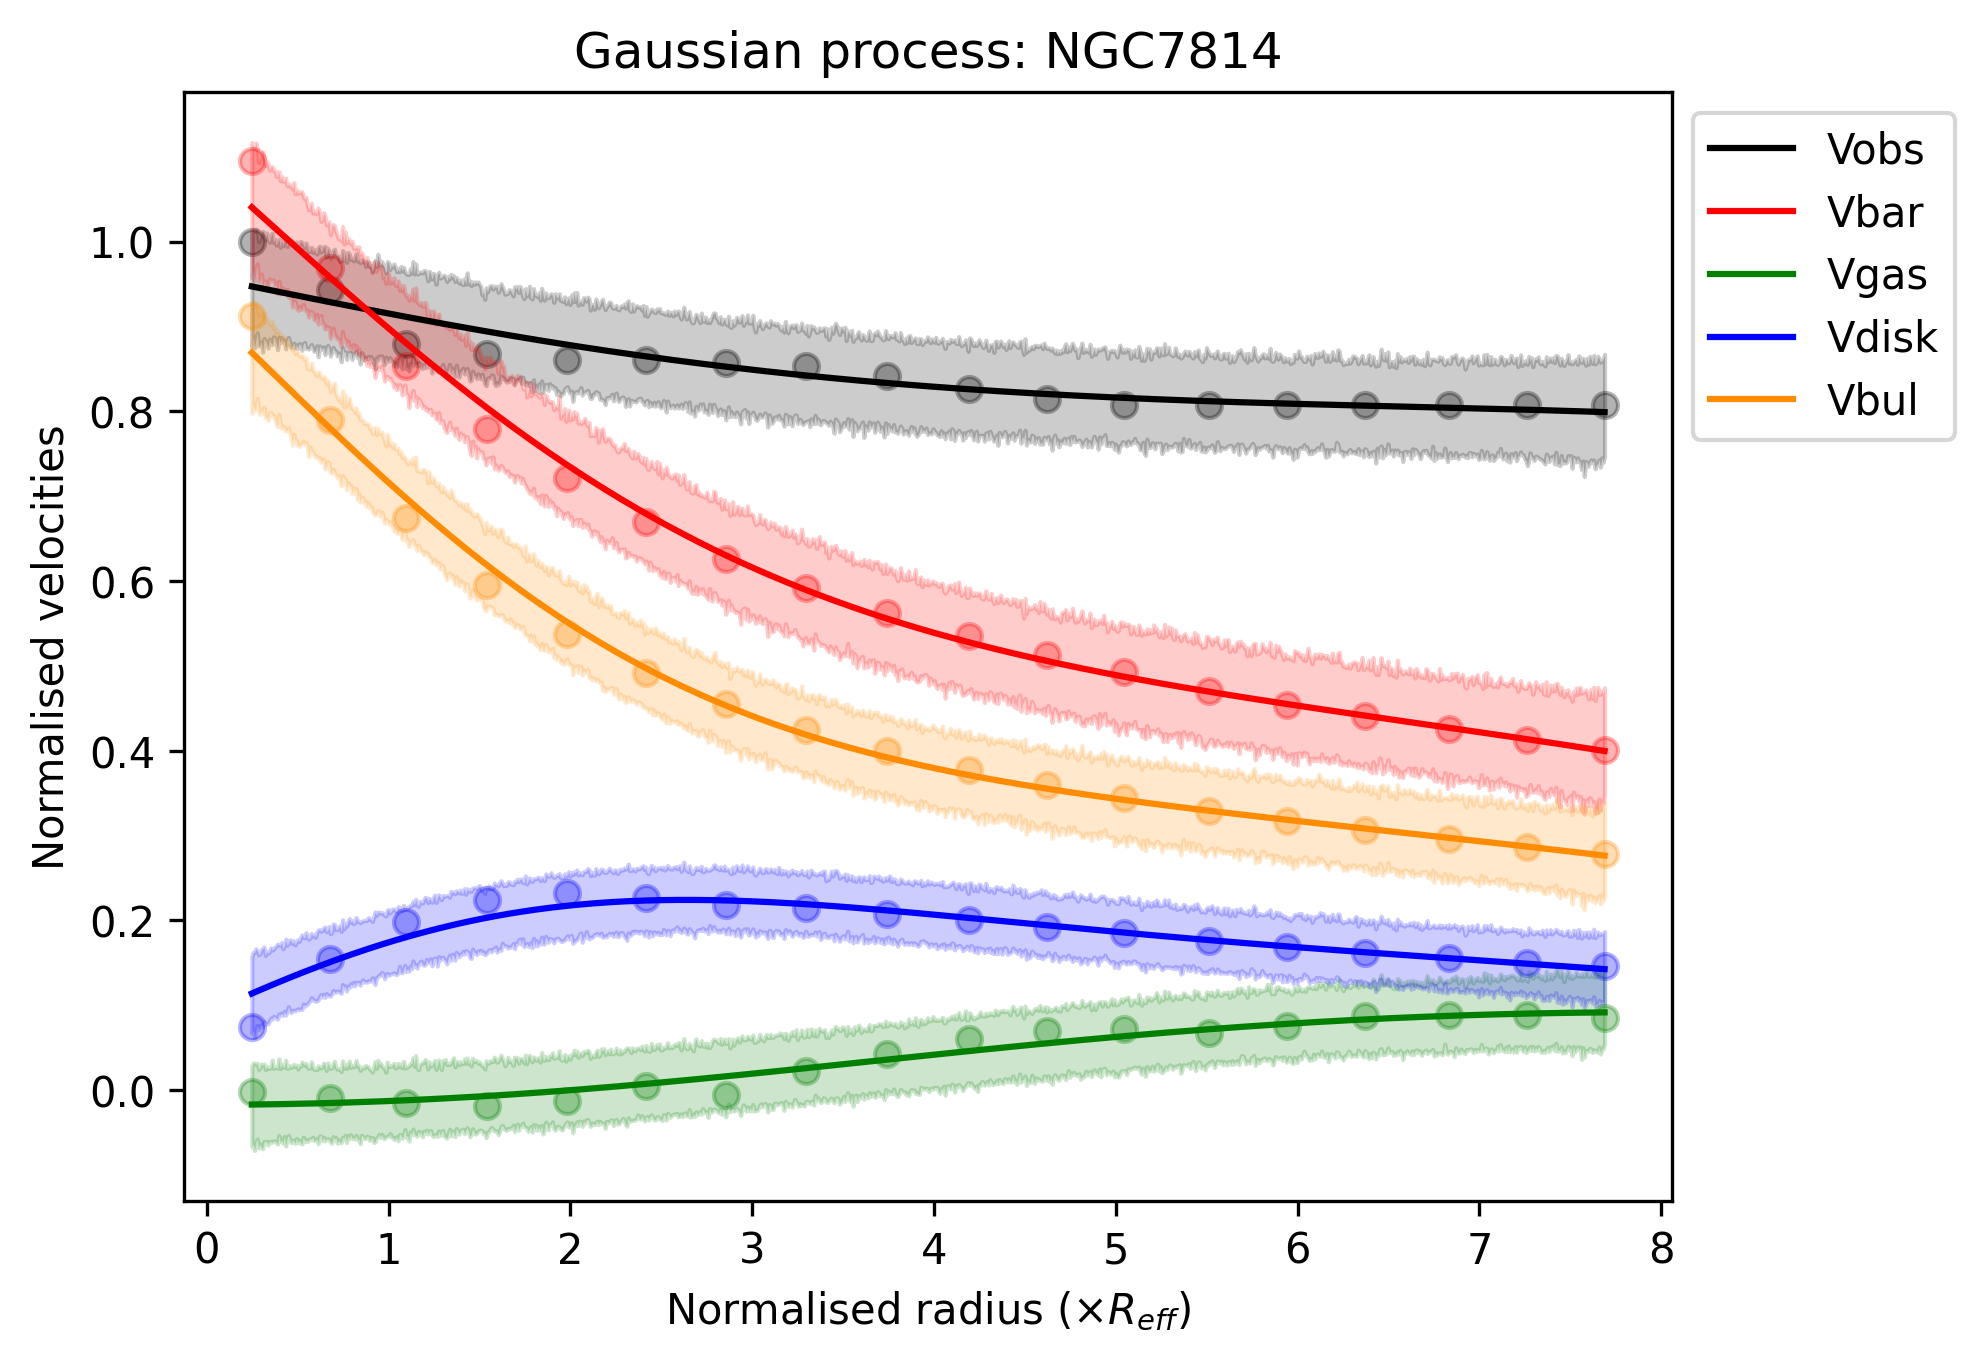 Gaussian process: NGC7814
Vobs
Vbar
Vgas
Vdisk
Vbul
Normalised velocities
1.0
0.8
0.6
0.4
0.2
0.0
0 1 2 3 4 5 6 7 8
Normalised radius (×R_eff)